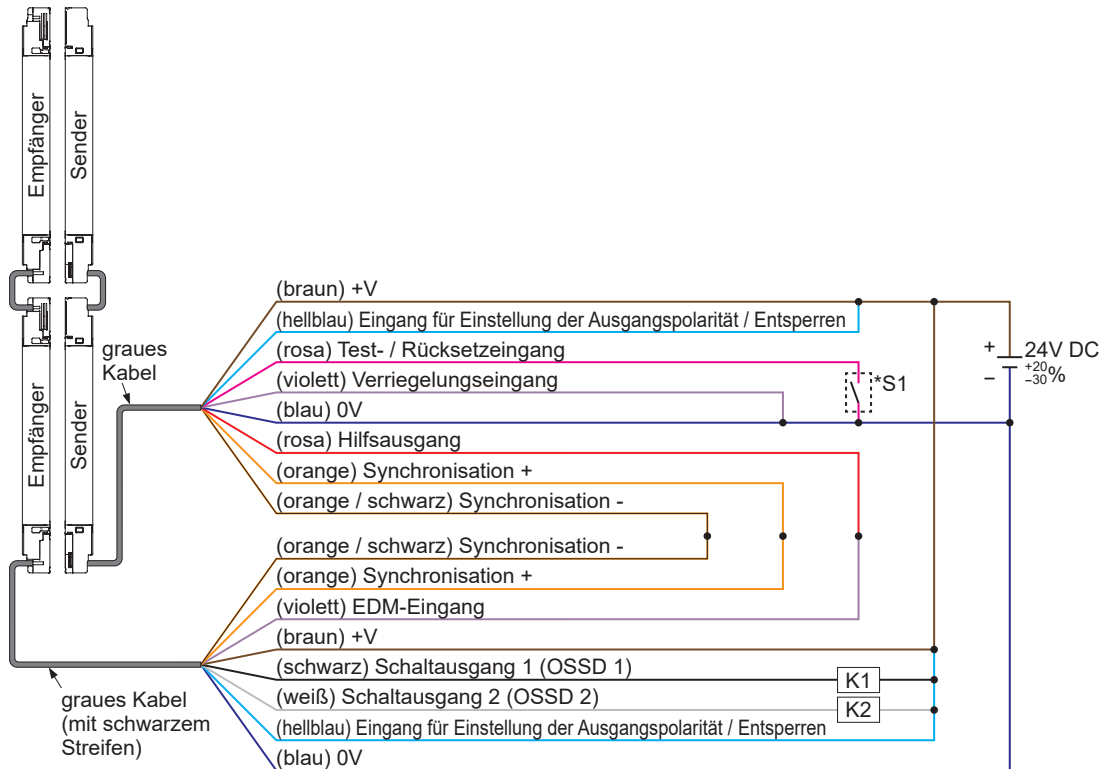 Empfänger
Sender
Empfänger
Sender
graues
Kabel
(braun) +V
(hellblau) Eingang für Einstellung der Ausgangspolarität / Entsperren
(rosa) Test- / Rücksetzeingang
(violett) Verriegelungseingang
(blau) 0V
(rosa) Hilfsausgang
(orange) Synchronisation +
(orange / schwarz) Synchronisation -
*S1
+
24V DC
+20
-30 %
−
(orange / schwarz) Synchronisation -
(orange) Synchronisation +
(violett) EDM-Eingang
(braun) +V
(schwarz) Schaltausgang 1 (OSSD 1)
K1
(weiß) Schaltausgang 2 (OSSD 2)
K2
(hellblau) Eingang für Einstellung der Ausgangspolarität / Entsperren
(blau) 0V
graues Kabel
(mit schwarzem
Streifen)